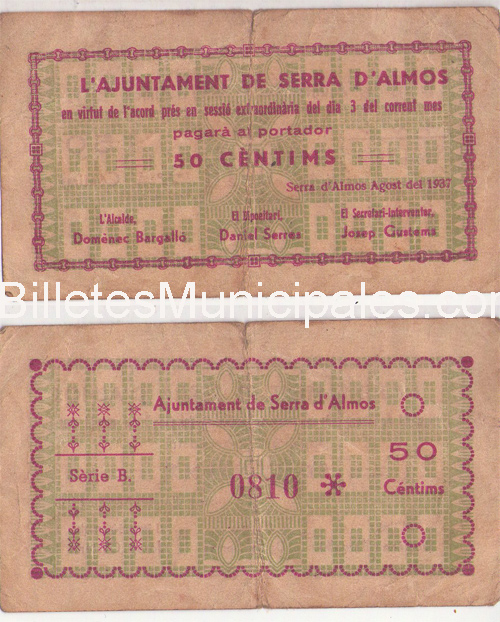 L'AJUNTAMENT DE SERRA D'ALMOS
en virtut de l'acord prés en sessió extraordinària del dia 3 del corrent mes
pagarà al portador
50 CÈNTIMS
Serra d'Almos Agost del 1937
L'Alcalde, El Dipositari, El Secretari-Interventor,
Domènec Bargalló Daniel Serres Josep Gustems
BilletesMunicipales.com
Ajuntament de Serra d'Almos
Sèrie B. 0810 50
Cèntims